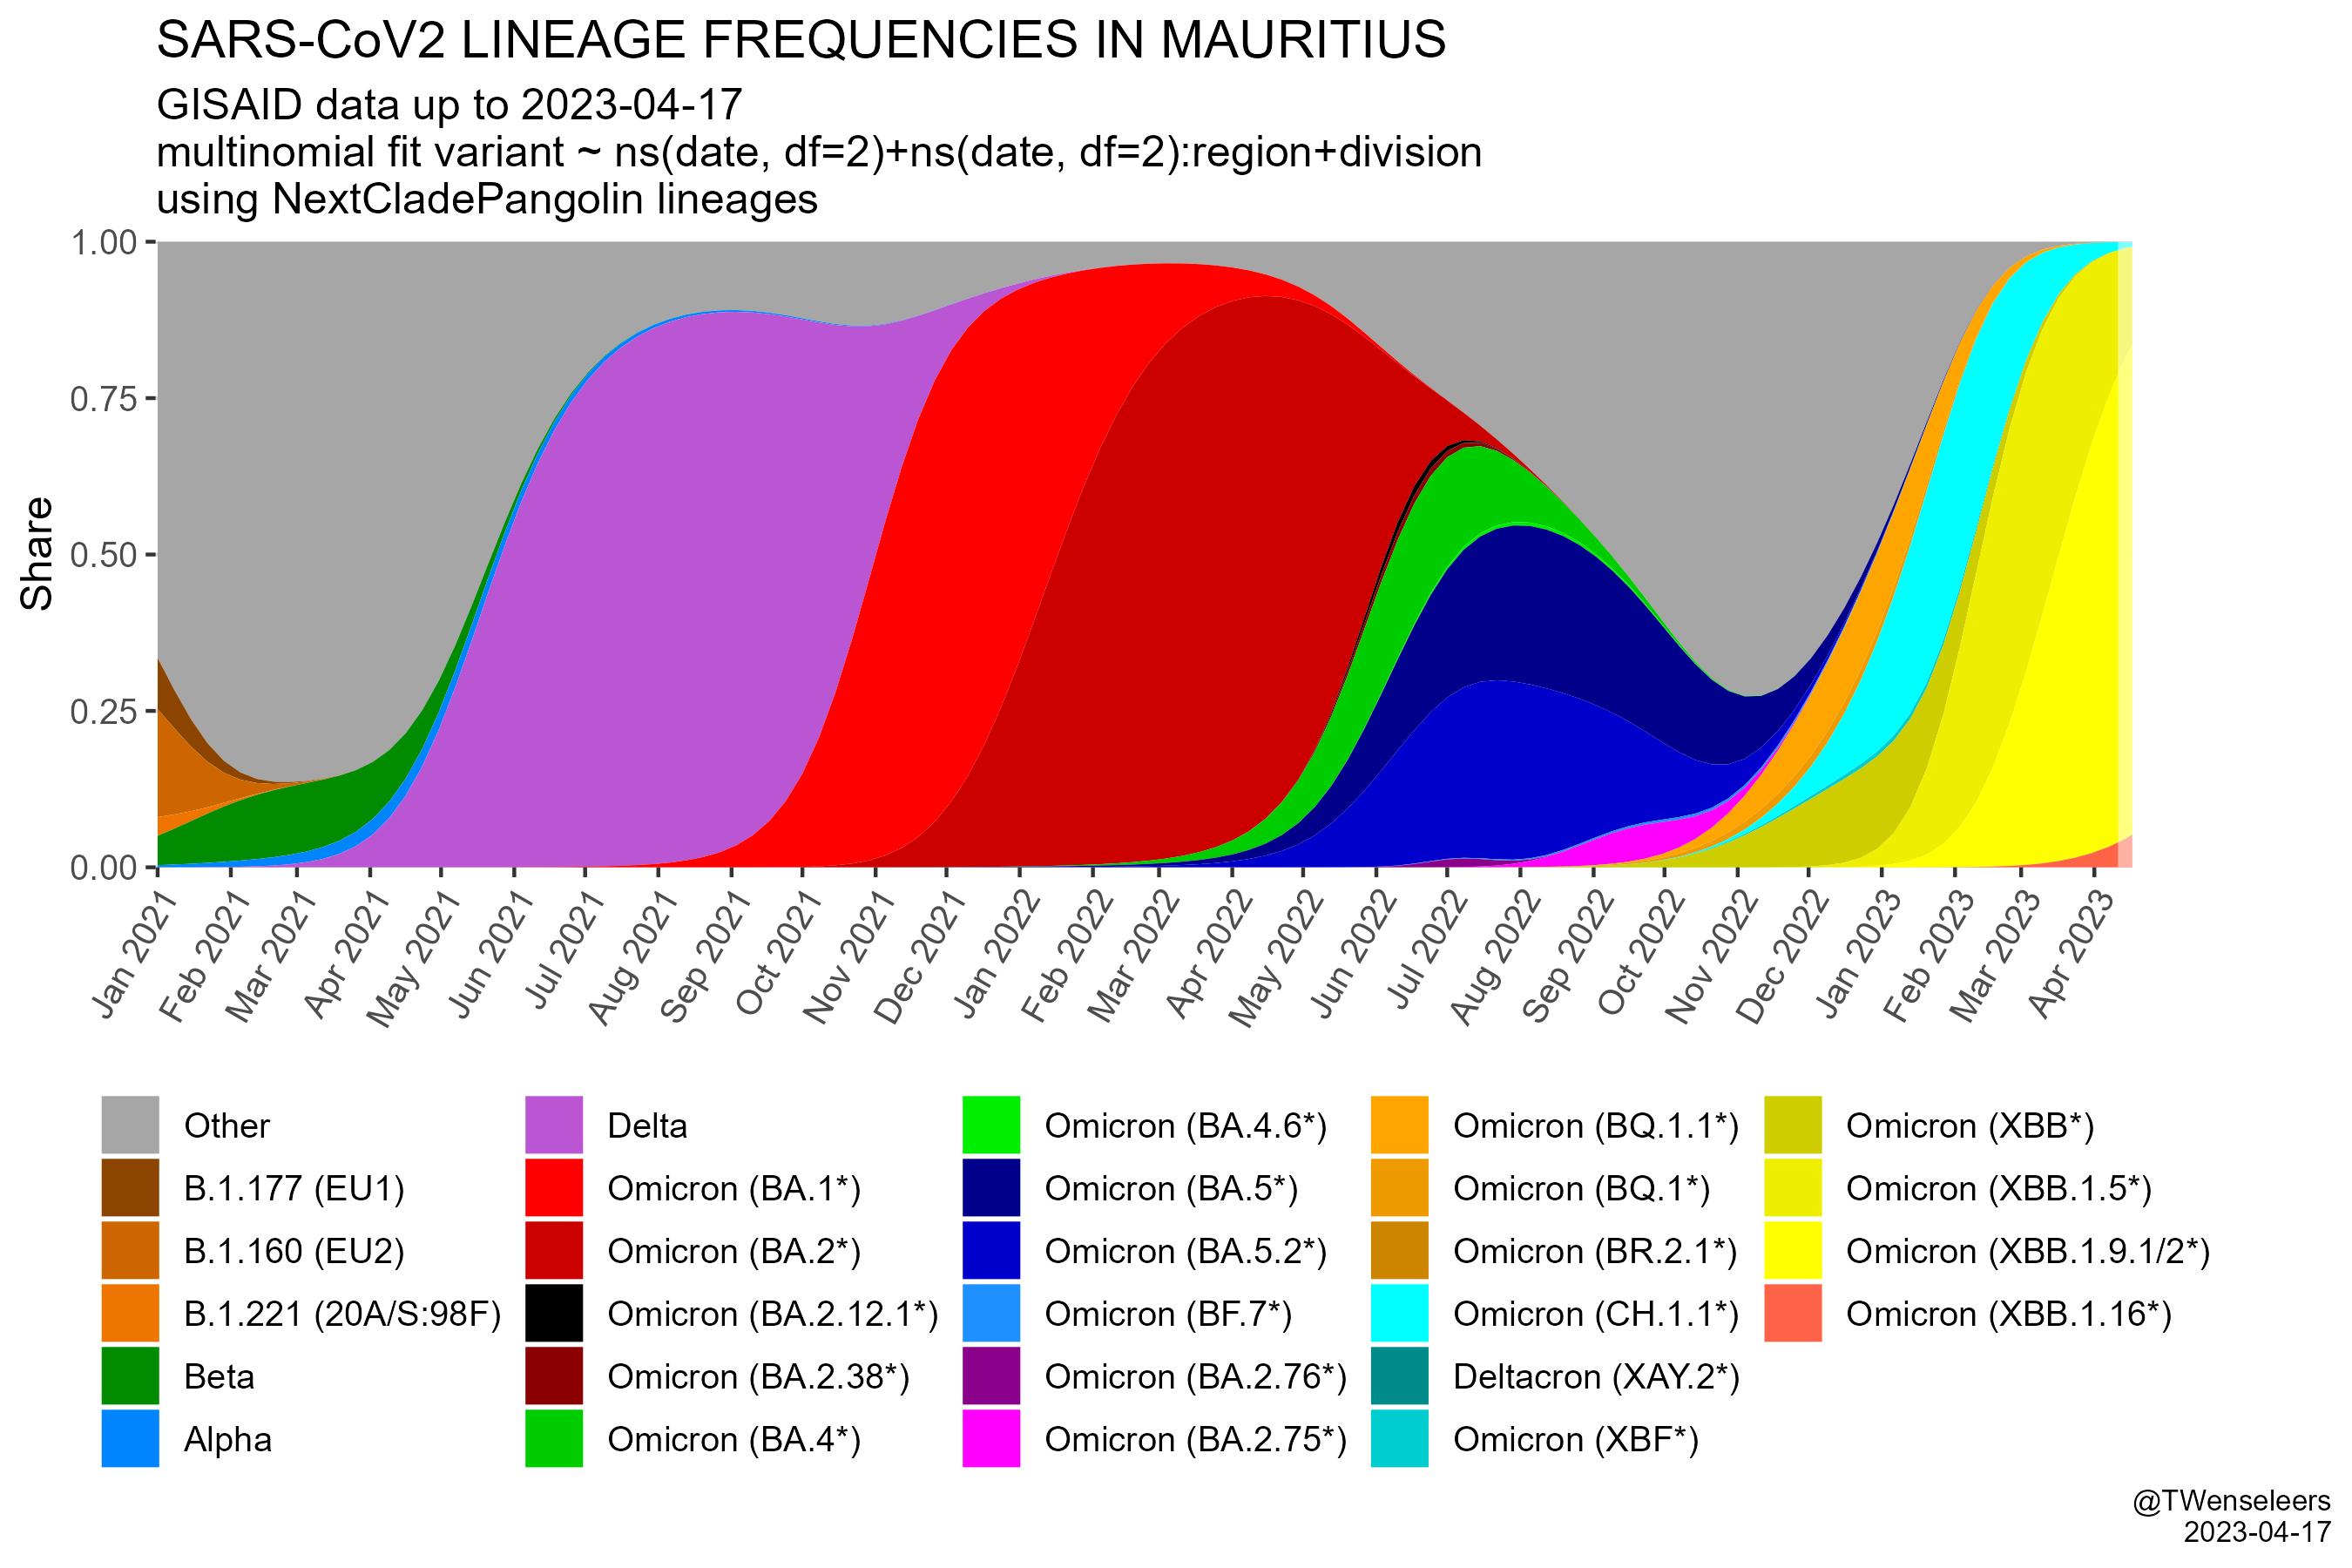 SARS-CoV2 LINEAGE FREQUENCIES IN MAURITIUS
GISAID data up to 2023-04-17
multinomial fit variant ~ ns(date, df=2)+ns(date, df=2):region+division
using NextCladePangolin lineages
1.00
0.75
0.50
0.25
0.00
Share
Jan 2021
Feb 2021
Mar 2021
Apr 2021
May 2021
Jun 2021
Jul 2021
Aug 2021
Sep 2021
Oct 2021
Nov 2021
Dec 2021
Jan 2022
Feb 2022
Mar 2022
Apr 2022
May 2022
Jun 2022
Jul 2022
Aug 2022
Sep 2022
Oct 2022
Nov 2022
Dec 2022
Jan 2023
Feb 2023
Mar 2023
Apr 2023
Other
B.1.177 (EU1)
B.1.160 (EU2)
B.1.221 (20A/S:98F)
Beta
Alpha
Delta
Omicron (BA.1*)
Omicron (BA.2*)
Omicron (BA.2.12.1*)
Omicron (BA.2.38*)
Omicron (BA.4*)
Omicron (BA.4.6*)
Omicron (BA.5*)
Omicron (BA.5.2*)
Omicron (BF.7*)
Omicron (BA.2.76*)
Omicron (BA.2.75*)
Omicron (BQ.1.1*)
Omicron (BQ.1*)
Omicron (BR.2.1*)
Omicron (CH.1.1*)
Deltacron (XAY.2*)
Omicron (XBF*)
Omicron (XBB*)
Omicron (XBB.1.5*)
Omicron (XBB.1.9.1/2*)
Omicron (XBB.1.16*)
@TWenseleers
2023-04-17